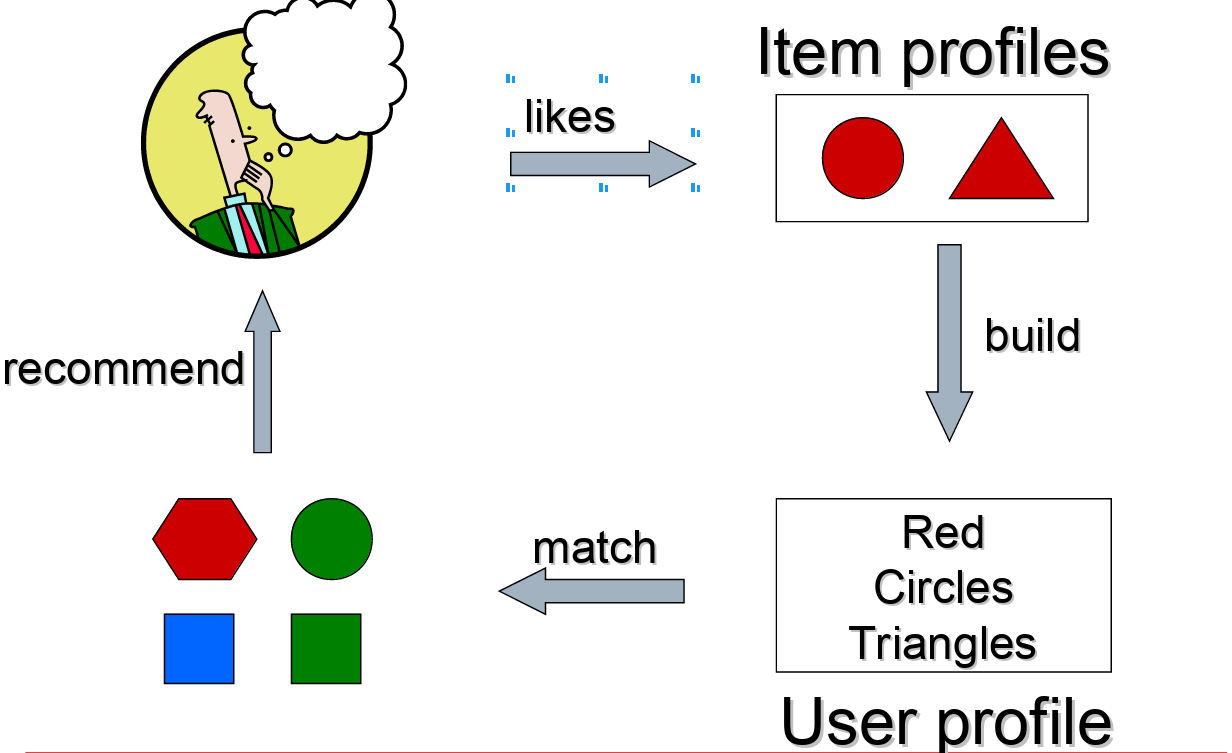 Item profiles
likes
build
recommend
match
Red
Circles
Triangles
User profile